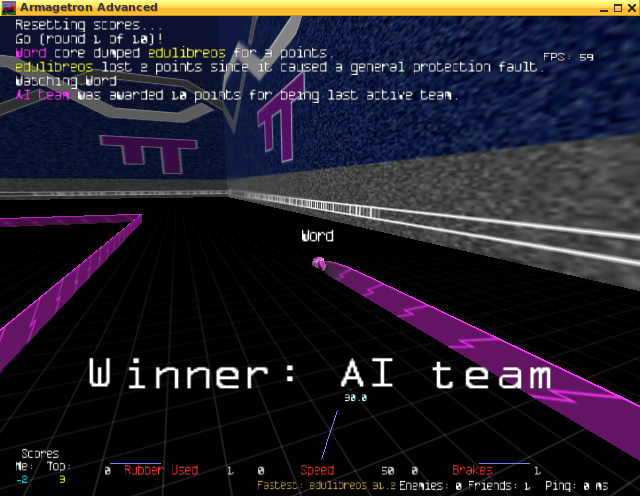 Armagetron Advanced
Resetting scores...
Go (round 1 of 10)!
Word core dumped edulibreos for 3 points.
FPS: 59
edulibreos lost 2 points since it caused a general protection fault.
Watching Word
AI team was awarded 10 points for being last active team.
Word
Winner: AI team
30.0
Scores
Me: Top:
-2 3
0 Rubber Used 1 0 Speed 50 0 Brakes 1
Fastest: edulibreos 31.2 Enemies: 0 Friends: 1 Ping: 0 ms